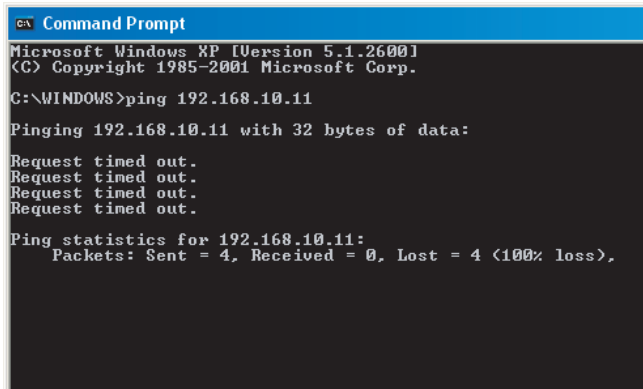 C:\ Command Prompt
Microsoft Windows XP [Version 5.1.2600]
(C) Copyright 1985-2001 Microsoft Corp.
C:\WINDOWS>ping 192.168.10.11
Pinging 192.168.10.11 with 32 bytes of data:
Request timed out.
Request timed out.
Request timed out.
Request timed out.
Ping statistics for 192.168.10.11:
    Packets: Sent = 4, Received = 0, Lost = 4 (100% loss),